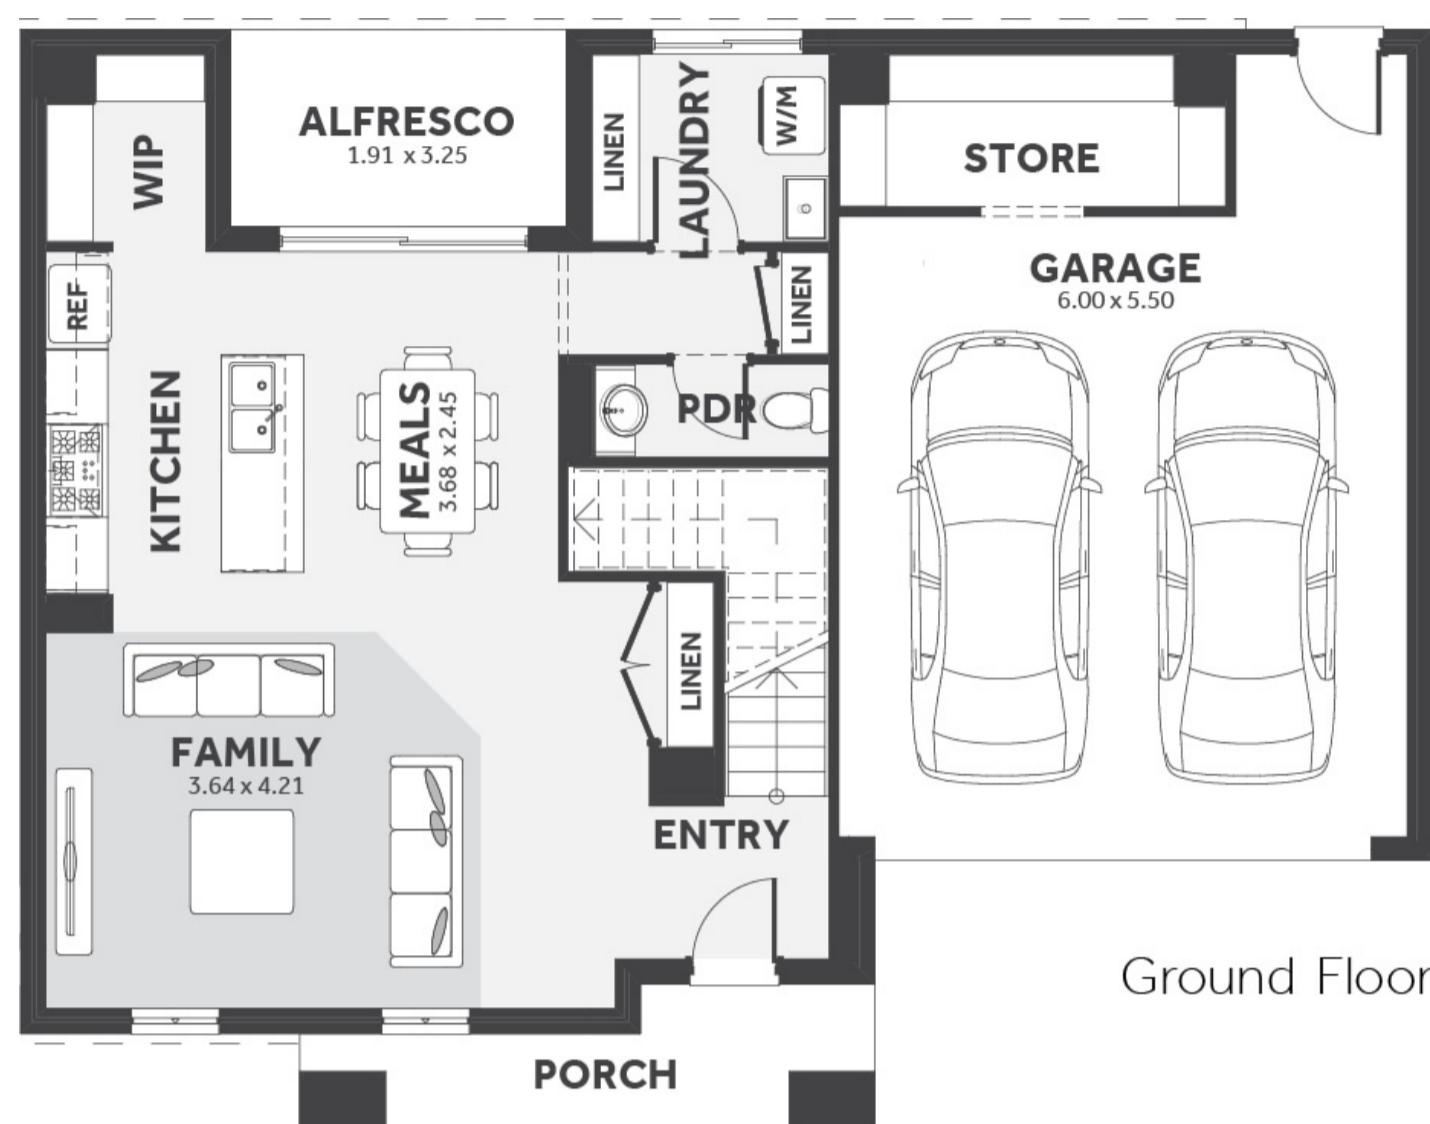 ALFRESCO
1.91 x 3.25
WIP
LINEN
LAUNDRY
W/M
STORE
REF
LINEN
GARAGE
6.00 x 5.50
KITCHEN
MEALS
3.68 x 2.45
PDR
LINEN
FAMILY
3.64 x 4.21
ENTRY
Ground Floor
PORCH